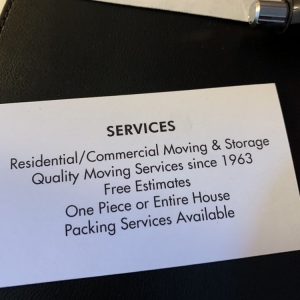 SERVICES
Residential/Commercial Moving & Storage
Quality Moving Services since 1963
Free Estimates
One Piece or Entire House
Packing Services Available